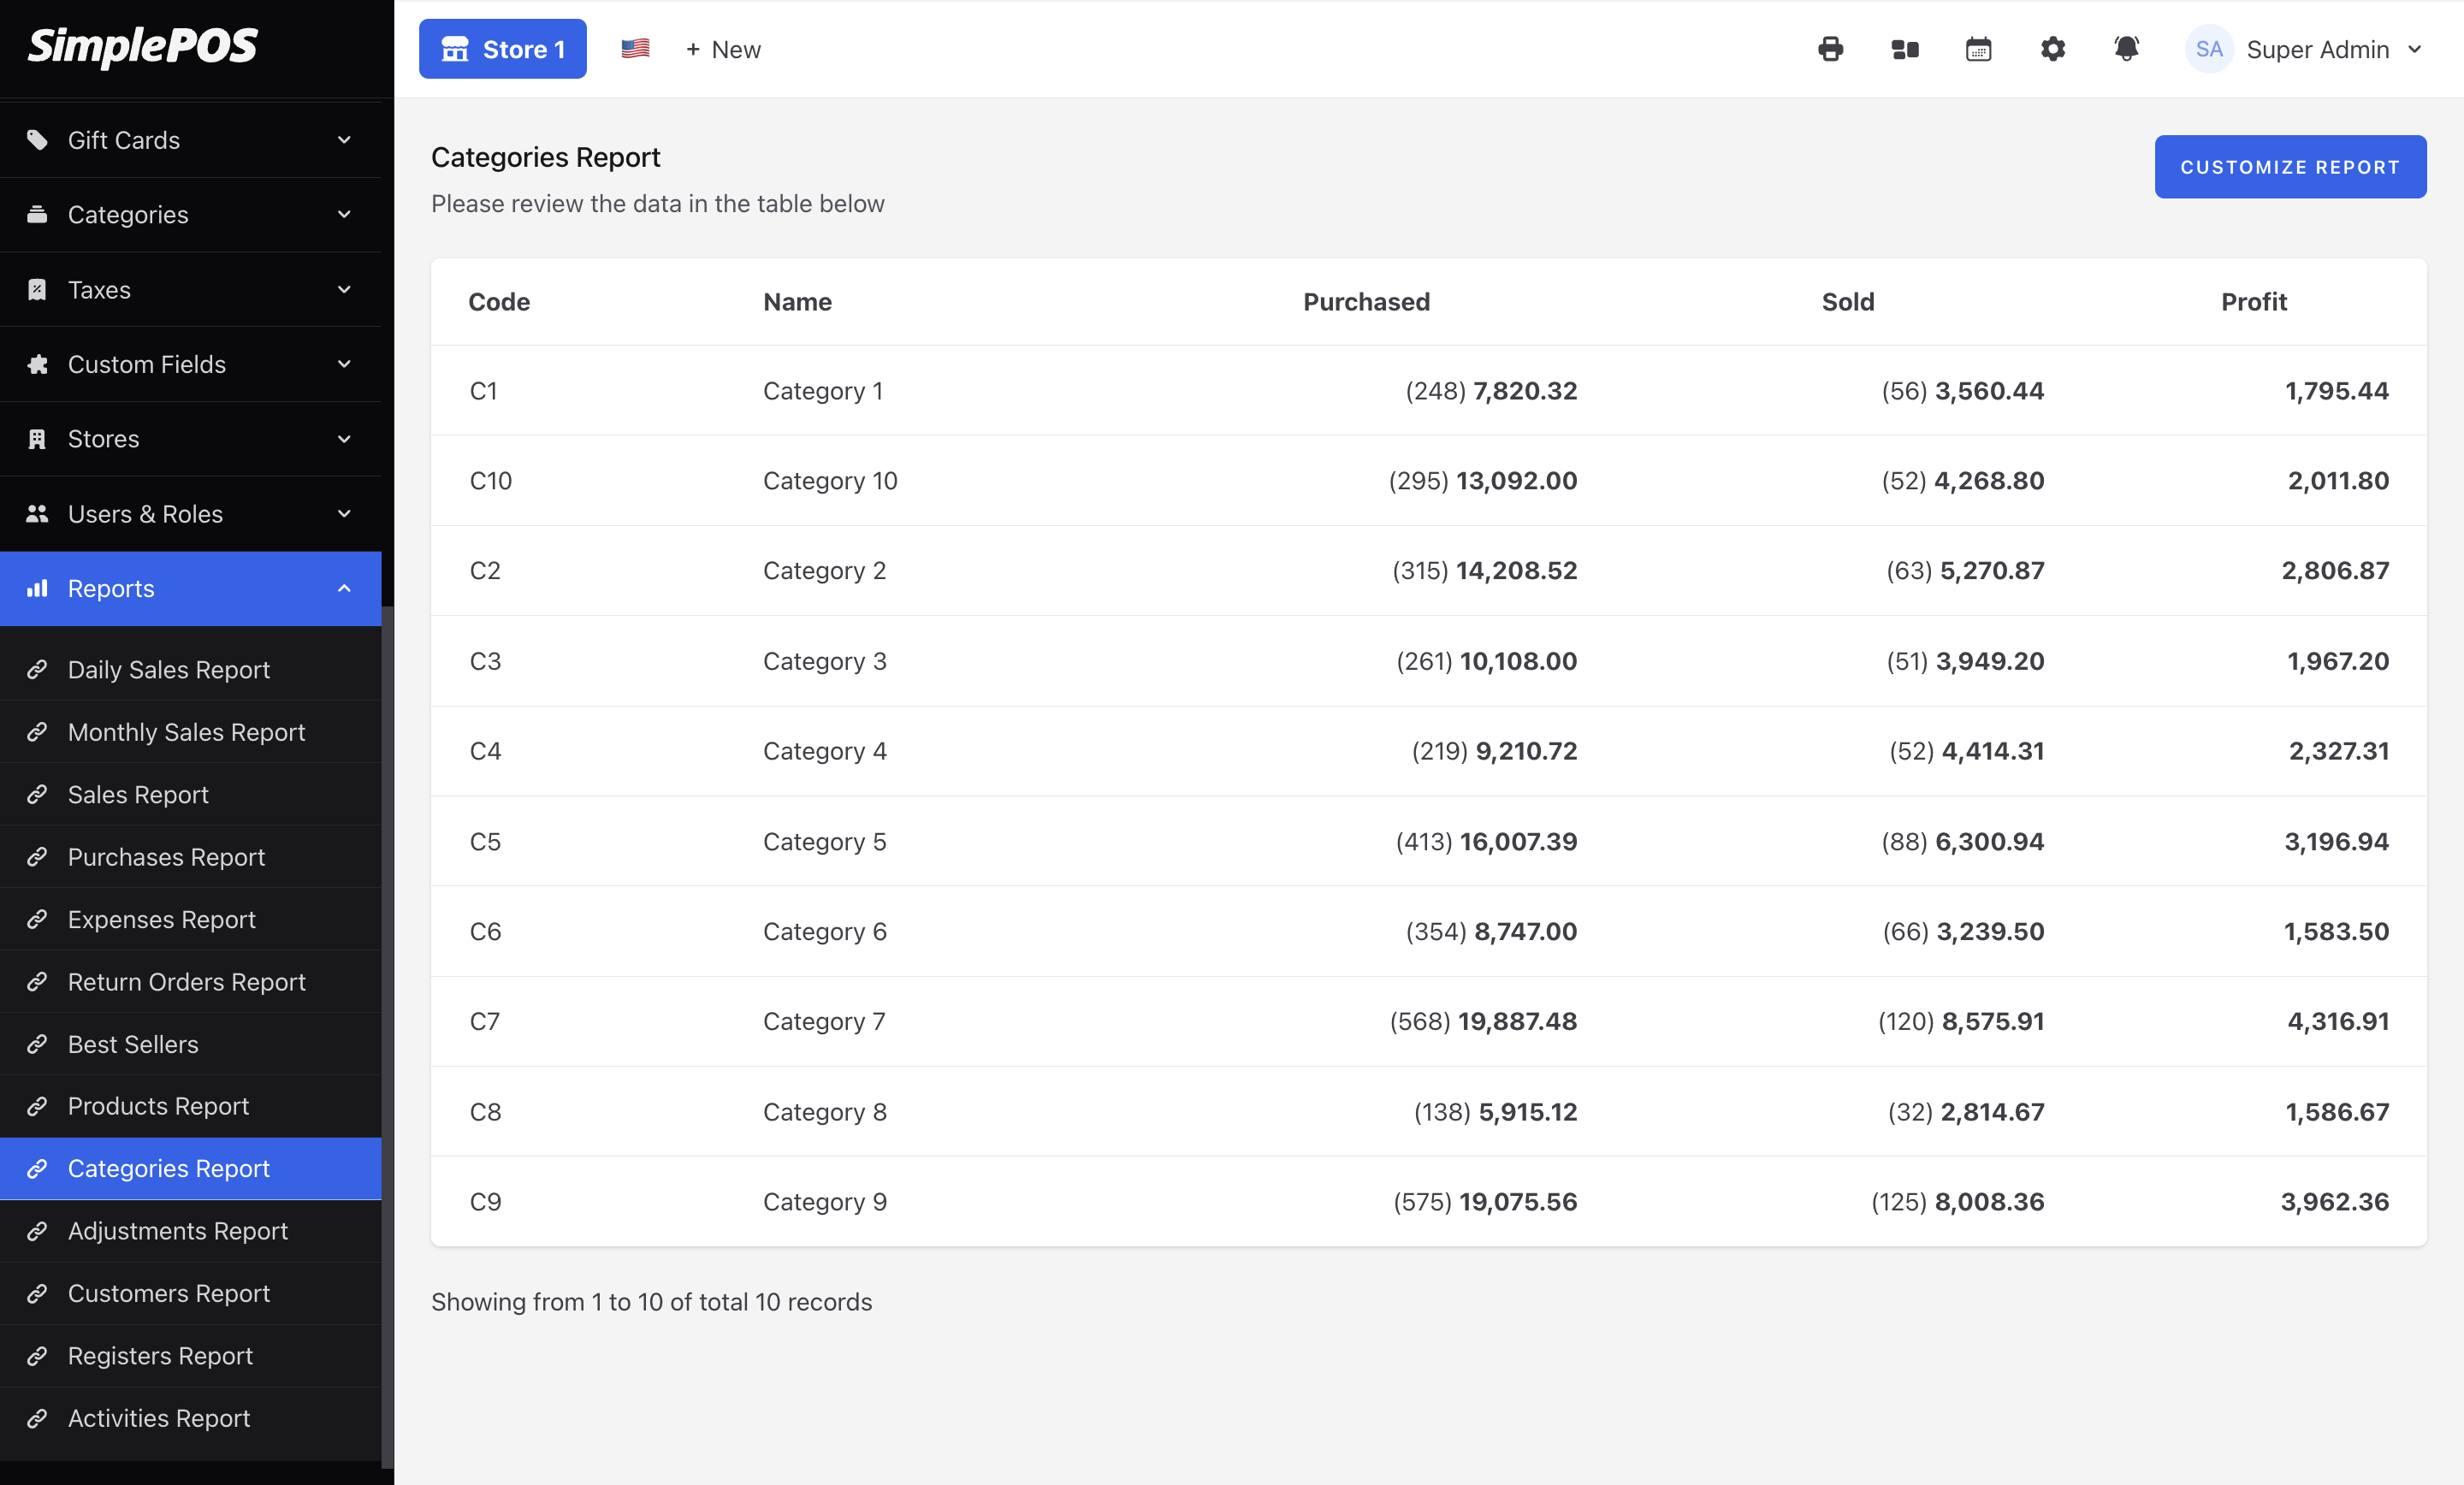 SimplePOS
Store 1
+ New
SA Super Admin
Gift Cards
Categories
Taxes
Custom Fields
Stores
Users & Roles
Reports
Daily Sales Report
Monthly Sales Report
Sales Report
Purchases Report
Expenses Report
Return Orders Report
Best Sellers
Products Report
Categories Report
Adjustments Report
Customers Report
Registers Report
Activities Report
Categories Report
Please review the data in the table below
CUSTOMIZE REPORT
Code Name Purchased Sold Profit
C1 Category 1 (248) 7,820.32 (56) 3,560.44 1,795.44
C10 Category 10 (295) 13,092.00 (52) 4,268.80 2,011.80
C2 Category 2 (315) 14,208.52 (63) 5,270.87 2,806.87
C3 Category 3 (261) 10,108.00 (51) 3,949.20 1,967.20
C4 Category 4 (219) 9,210.72 (52) 4,414.31 2,327.31
C5 Category 5 (413) 16,007.39 (88) 6,300.94 3,196.94
C6 Category 6 (354) 8,747.00 (66) 3,239.50 1,583.50
C7 Category 7 (568) 19,887.48 (120) 8,575.91 4,316.91
C8 Category 8 (138) 5,915.12 (32) 2,814.67 1,586.67
C9 Category 9 (575) 19,075.56 (125) 8,008.36 3,962.36
Showing from 1 to 10 of total 10 records